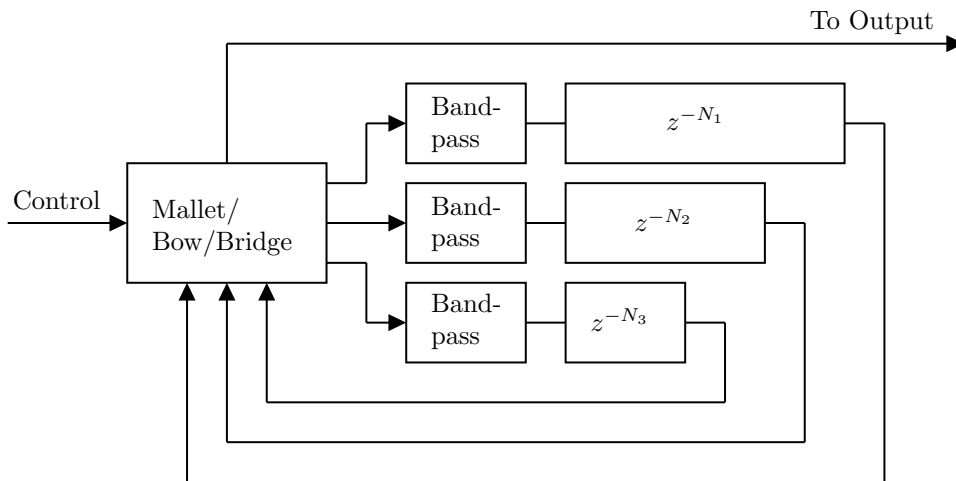 To Output
Band-
pass
$z^{-N_1}$
Control
Mallet/
Bow/Bridge
Band-
pass
$z^{-N_2}$
Band-
pass
$z^{-N_3}$